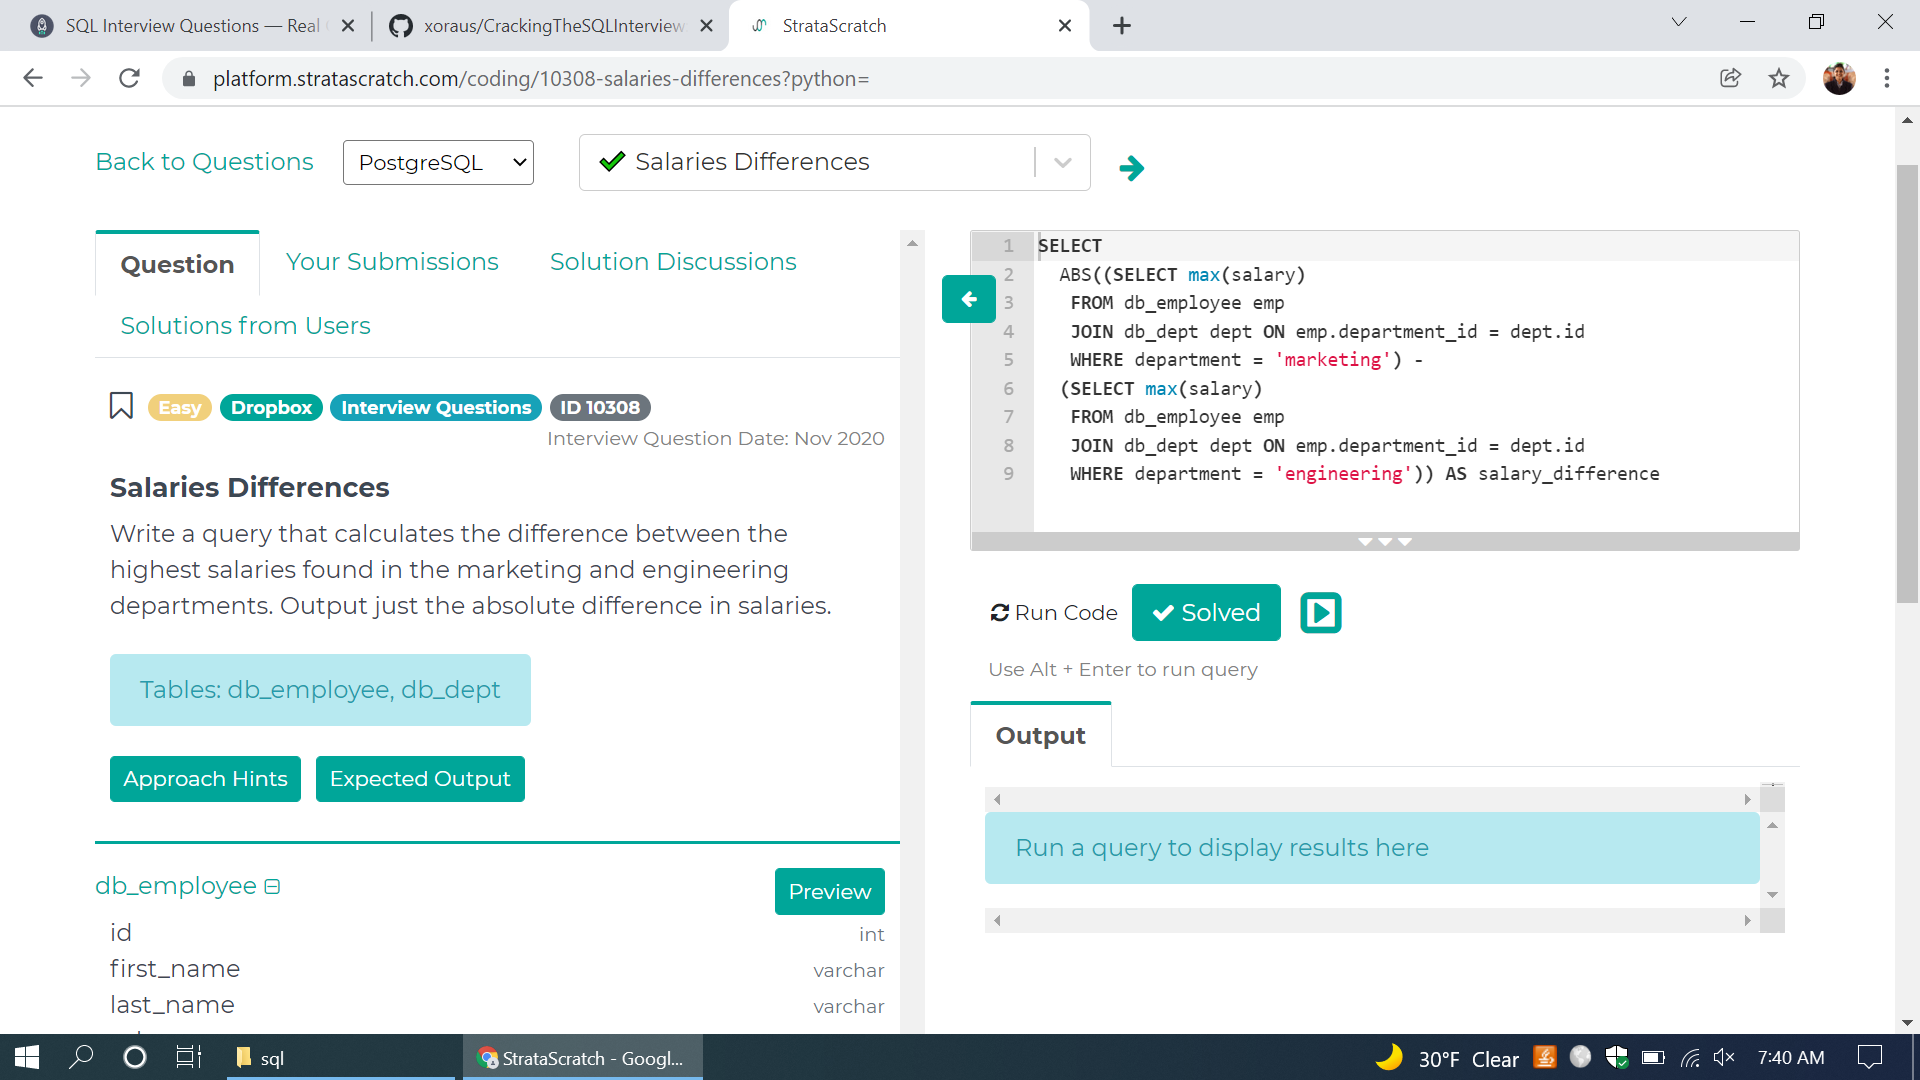 SQL Interview Questions — Real
xoraus/CrackingTheSQLInterview
StrataScratch
platform.stratascratch.com/coding/10308-salaries-differences?python=
Back to Questions
PostgreSQL
Salaries Differences
Question
Your Submissions
Solution Discussions
Solutions from Users
Easy
Dropbox
Interview Questions
ID 10308
Interview Question Date: Nov 2020
Salaries Differences
Write a query that calculates the difference between the
highest salaries found in the marketing and engineering
departments. Output just the absolute difference in salaries.
Tables: db_employee, db_dept
Approach Hints
Expected Output
db_employee
Preview
id int
first_name varchar
last_name varchar
1 SELECT
2 ABS((SELECT max(salary)
3 FROM db_employee emp
4 JOIN db_dept dept ON emp.department_id = dept.id
5 WHERE department = 'marketing') -
6 (SELECT max(salary)
7 FROM db_employee emp
8 JOIN db_dept dept ON emp.department_id = dept.id
9 WHERE department = 'engineering')) AS salary_difference
Run Code
Solved
Use Alt + Enter to run query
Output
Run a query to display results here
sql
StrataScratch - Googl...
30°F Clear
7:40 AM